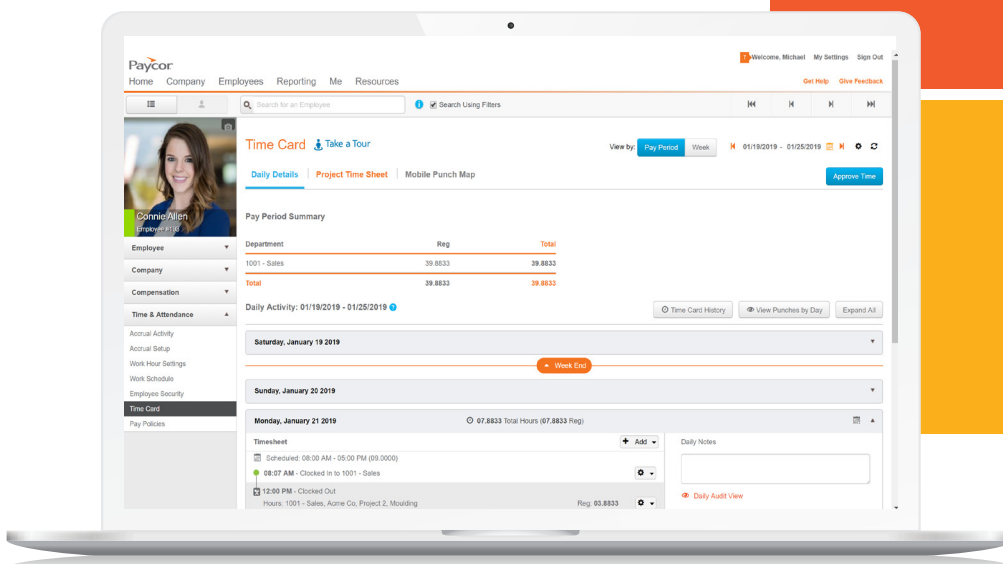 Paycor
7 Welcome, Michael My Settings Sign Out
Home Company Employees Reporting Me Resources
Get Help Give Feedback
Search for an Employee
Search Using Filters
Time Card Take a Tour
View by: Pay Period Week 01/19/2019 - 01/25/2019
Daily Details Project Time Sheet Mobile Punch Map
Approve Time
Connie Allen
Employee #133
Pay Period Summary
Department Reg Total
1001 - Sales 39.8833 39.8833
Total 39.8833 39.8833
Employee
Company
Compensation
Time & Attendance
Accrual Activity
Accrual Setup
Work Hour Settings
Work Schedule
Employee Security
Time Card
Pay Policies
Daily Activity: 01/19/2019 - 01/25/2019
Time Card History View Punches by Day Expand All
Saturday, January 19 2019
Week End
Sunday, January 20 2019
Monday, January 21 2019 07.8833 Total Hours (07.8833 Reg)
Timesheet Add Daily Notes
Scheduled: 08:00 AM - 05:00 PM (09.0000)
08:07 AM - Clocked In to 1001 - Sales
12:00 PM - Clocked Out
Hours: 1001 - Sales, Acme Co, Project 2, Moulding Reg: 03.8833
Daily Audit View